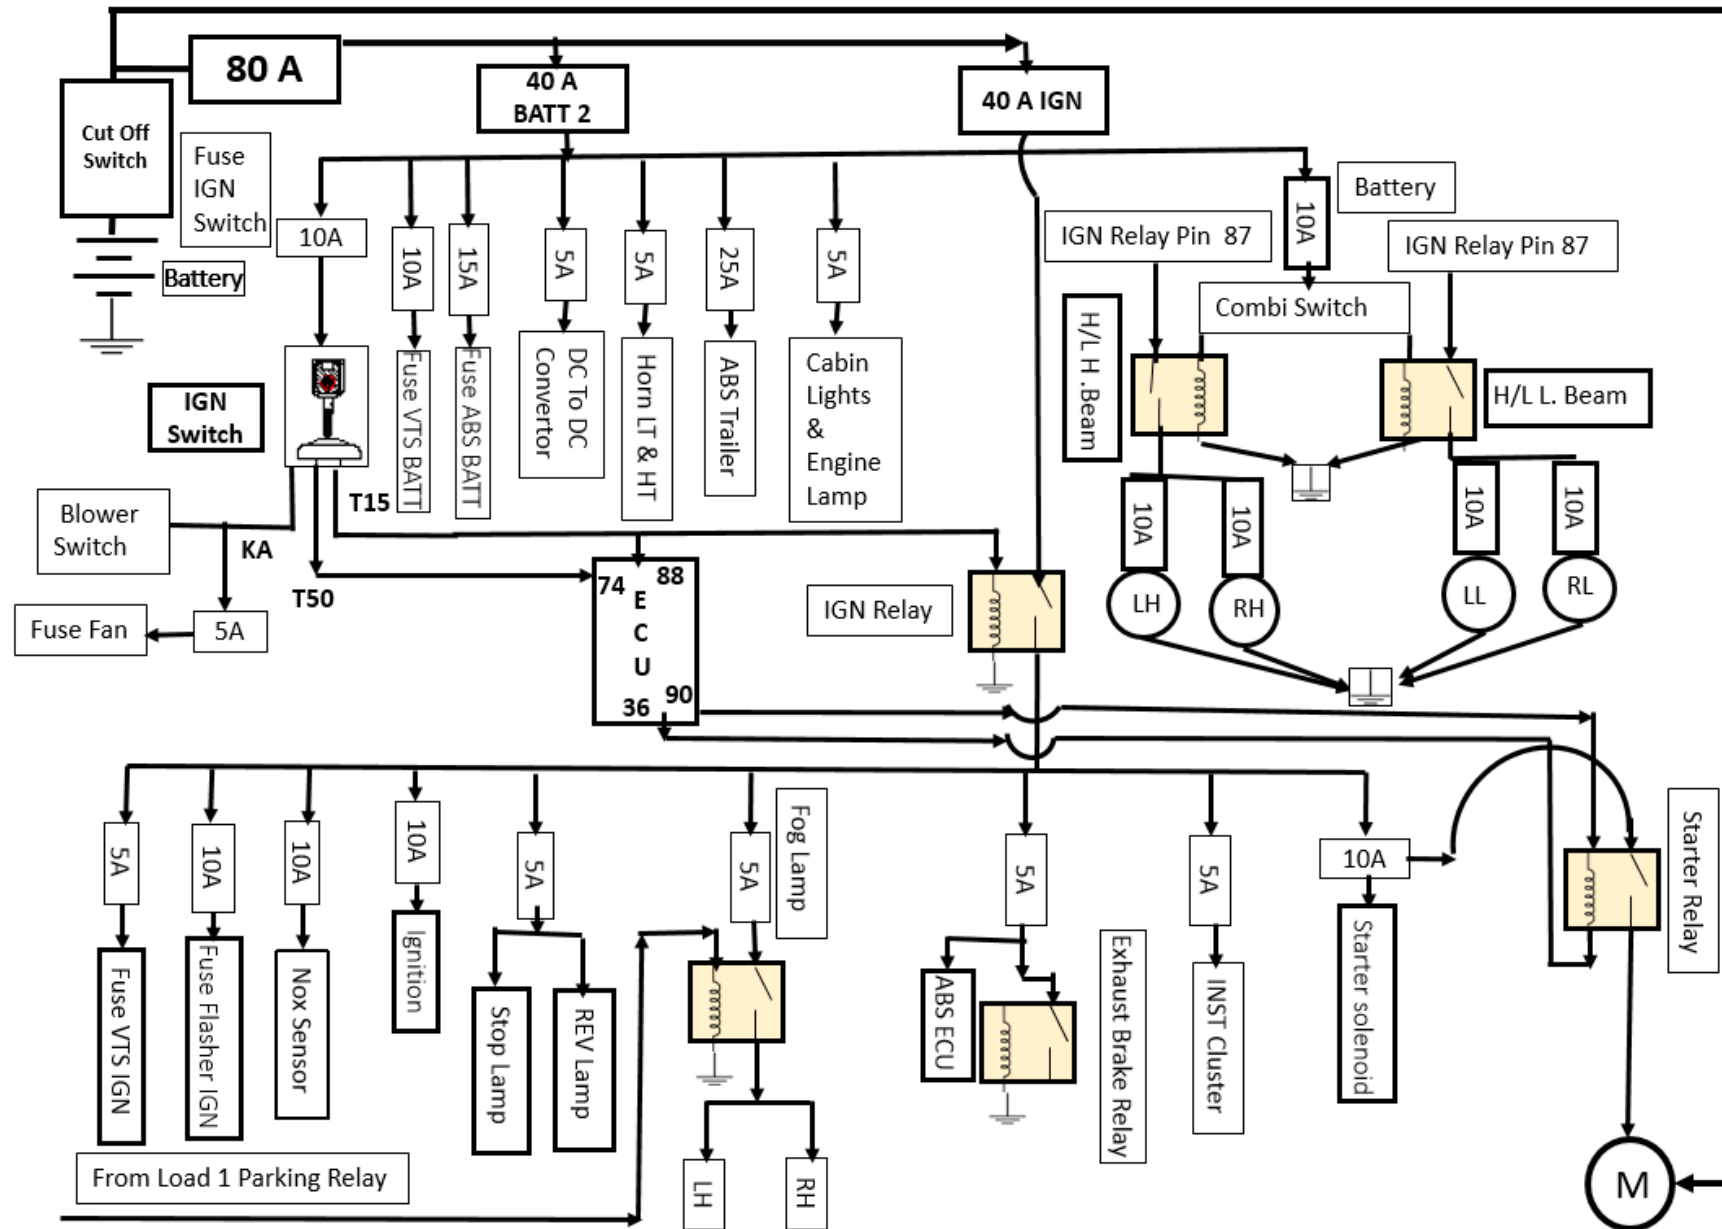 80 A
40 A
BATT 2
40 A IGN
Cut Off
Switch
Fuse
IGN
Switch
Battery
10A
10A
15A
5A
5A
25A
5A
10A
Battery
IGN Relay Pin 87
IGN Relay Pin 87
Combi Switch
IGN
Switch
Fuse VTS BATT
Fuse ABS BATT
DC To DC
Convertor
Horn LT & HT
ABS Trailer
Cabin
Lights
&
Engine
Lamp
H/L H .Beam
H/L L. Beam
10A
10A
10A
10A
LH
RH
LL
RL
Blower
Switch
KA
T15
T50
Fuse Fan
5A
74
88
E
C
U
36
90
IGN Relay
5A
10A
10A
10A
5A
5A
Fog Lamp
5A
5A
10A
Starter Relay
Fuse VTS IGN
Fuse Flasher IGN
Nox Sensor
Ignition
Stop Lamp
REV Lamp
ABS ECU
Exhaust Brake Relay
INST Cluster
Starter solenoid
From Load 1 Parking Relay
LH
RH
M